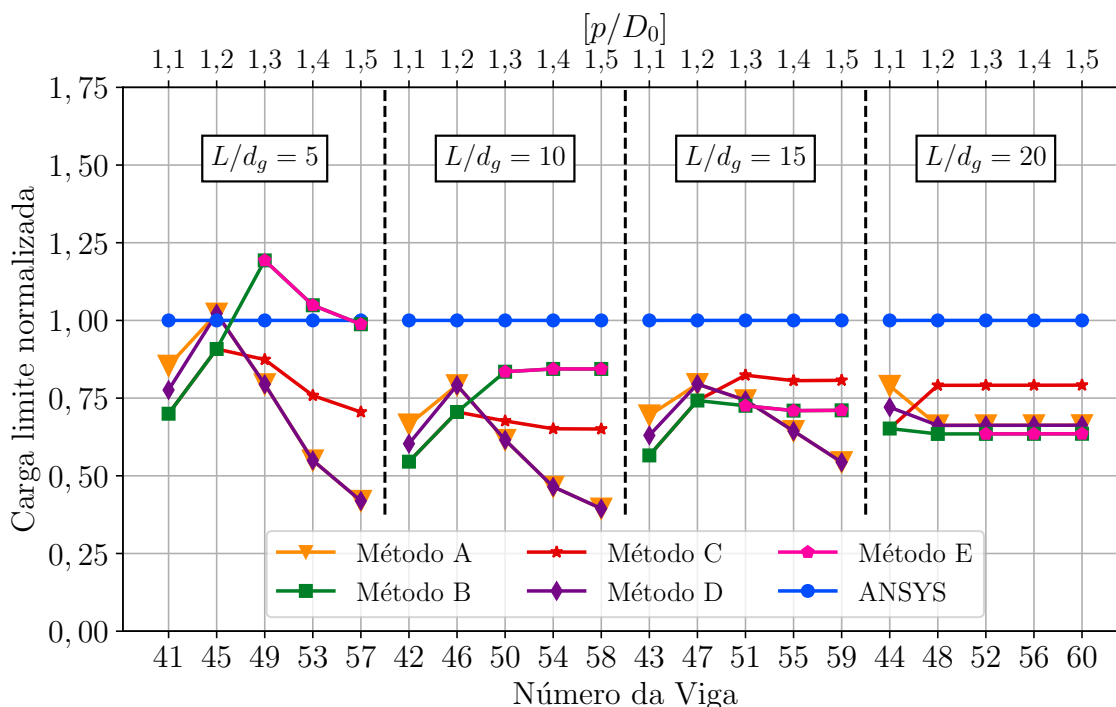 [p/D₀]
1,1 1,2 1,3 1,4 1,5 1,1 1,2 1,3 1,4 1,5 1,1 1,2 1,3 1,4 1,5 1,1 1,2 1,3 1,4 1,5
1,75
L/d_g = 5 L/d_g = 10 L/d_g = 15 L/d_g = 20
1,50
1,25
1,00
0,75
0,50
0,25
0,00
Carga limite normalizada
Método A Método C Método E
Método B Método D ANSYS
41 45 49 53 57 42 46 50 54 58 43 47 51 55 59 44 48 52 56 60
Número da Viga